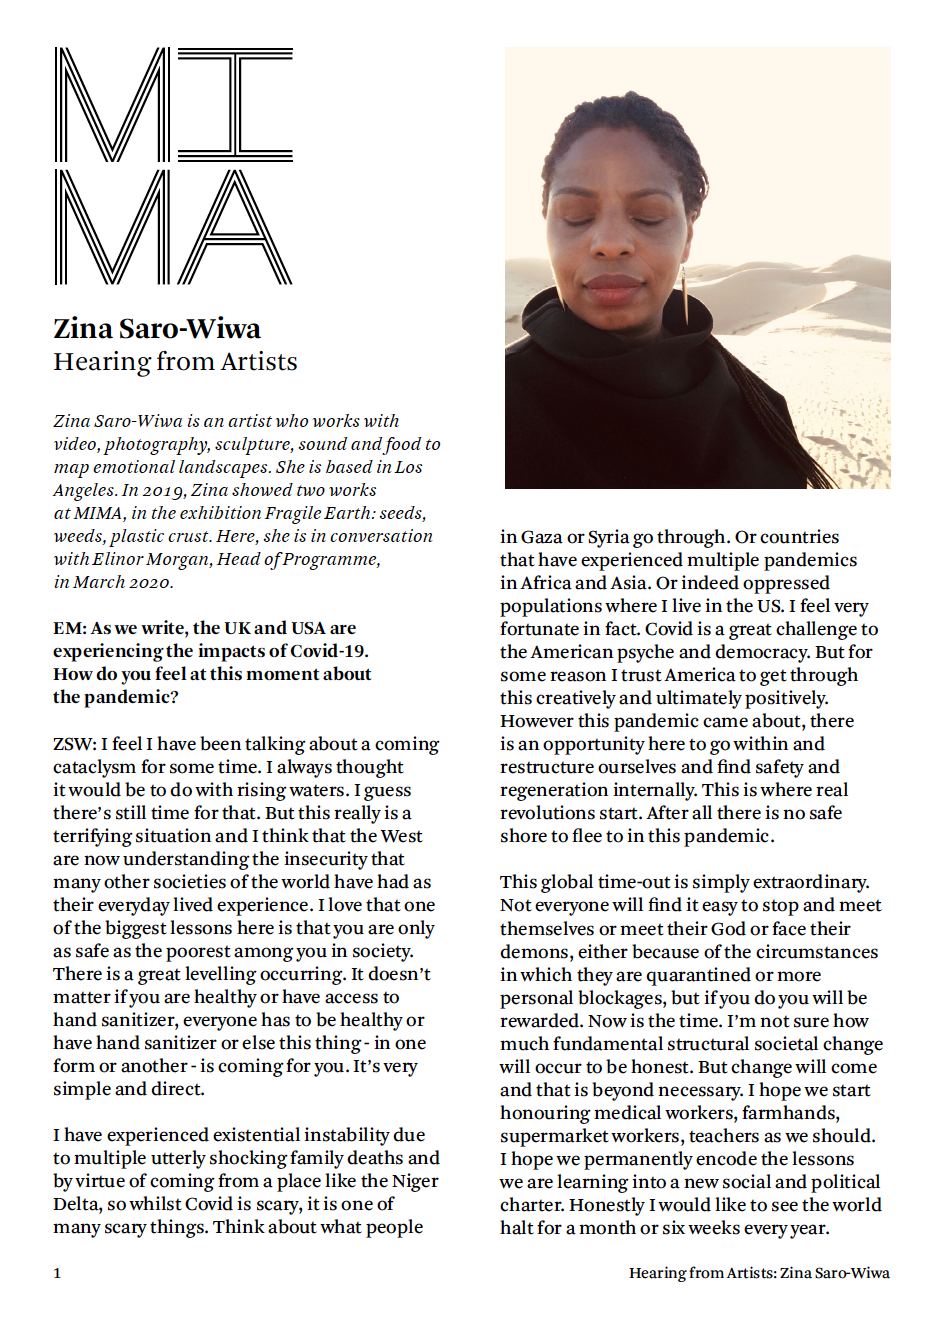 MI
MA
Zina Saro-Wiwa
Hearing from Artists
Zina Saro-Wiwa is an artist who works with
video, photography, sculpture, sound and food to
map emotional landscapes. She is based in Los
Angeles. In 2019, Zina showed two works
at MIMA, in the exhibition Fragile Earth: seeds,
weeds, plastic crust. Here, she is in conversation
with Elinor Morgan, Head of Programme,
in March 2020.
EM: As we write, the UK and USA are
experiencing the impacts of Covid-19.
How do you feel at this moment about
the pandemic?
ZSW: I feel I have been talking about a coming
cataclysm for some time. I always thought
it would be to do with rising waters. I guess
there’s still time for that. But this really is a
terrifying situation and I think that the West
are now understanding the insecurity that
many other societies of the world have had as
their everyday lived experience. I love that one
of the biggest lessons here is that you are only
as safe as the poorest among you in society.
There is a great levelling occurring. It doesn’t
matter if you are healthy or have access to
hand sanitizer, everyone has to be healthy or
have hand sanitizer or else this thing - in one
form or another - is coming for you. It’s very
simple and direct.
I have experienced existential instability due
to multiple utterly shocking family deaths and
by virtue of coming from a place like the Niger
Delta, so whilst Covid is scary, it is one of
many scary things. Think about what people
in Gaza or Syria go through. Or countries
that have experienced multiple pandemics
in Africa and Asia. Or indeed oppressed
populations where I live in the US. I feel very
fortunate in fact. Covid is a great challenge to
the American psyche and democracy. But for
some reason I trust America to get through
this creatively and ultimately positively.
However this pandemic came about, there
is an opportunity here to go within and
restructure ourselves and find safety and
regeneration internally. This is where real
revolutions start. After all there is no safe
shore to flee to in this pandemic.
This global time-out is simply extraordinary.
Not everyone will find it easy to stop and meet
themselves or meet their God or face their
demons, either because of the circumstances
in which they are quarantined or more
personal blockages, but if you do you will be
rewarded. Now is the time. I’m not sure how
much fundamental structural societal change
will occur to be honest. But change will come
and that is beyond necessary. I hope we start
honouring medical workers, farmhands,
supermarket workers, teachers as we should.
I hope we permanently encode the lessons
we are learning into a new social and political
charter. Honestly I would like to see the world
halt for a month or six weeks every year.
1
Hearing from Artists: Zina Saro-Wiwa